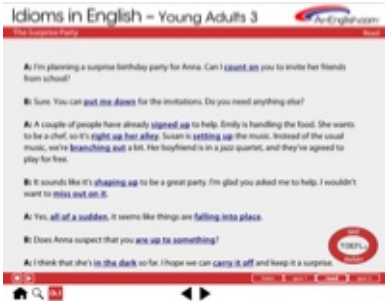 Idioms in English – Young Adults 3
ArtEnglish.com
The Surprise Party
Read
A: I'm planning a surprise birthday party for Anna. Can I count on you to invite her friends
from school?
B: Sure. You can put me down for the invitations. Do you need anything else?
A: A couple of people have already signed up to help. Emily is handling the food. She wants
to be a chef, so it's right up her alley. Susan is setting up the music. Instead of the usual
music, we're branching out a bit. Her boyfriend is in a jazz quartet, and they've agreed to
play for free.
B: It sounds like it's shaping up to be a great party. I'm glad you asked me to help. I wouldn't
want to miss out on it.
A: Yes, all of a sudden, it seems like things are falling into place.
B: Does Anna suspect that you are up to something?
A: I think that she's in the dark so far. I hope we can carry it off and keep it a surprise.
TOEFL